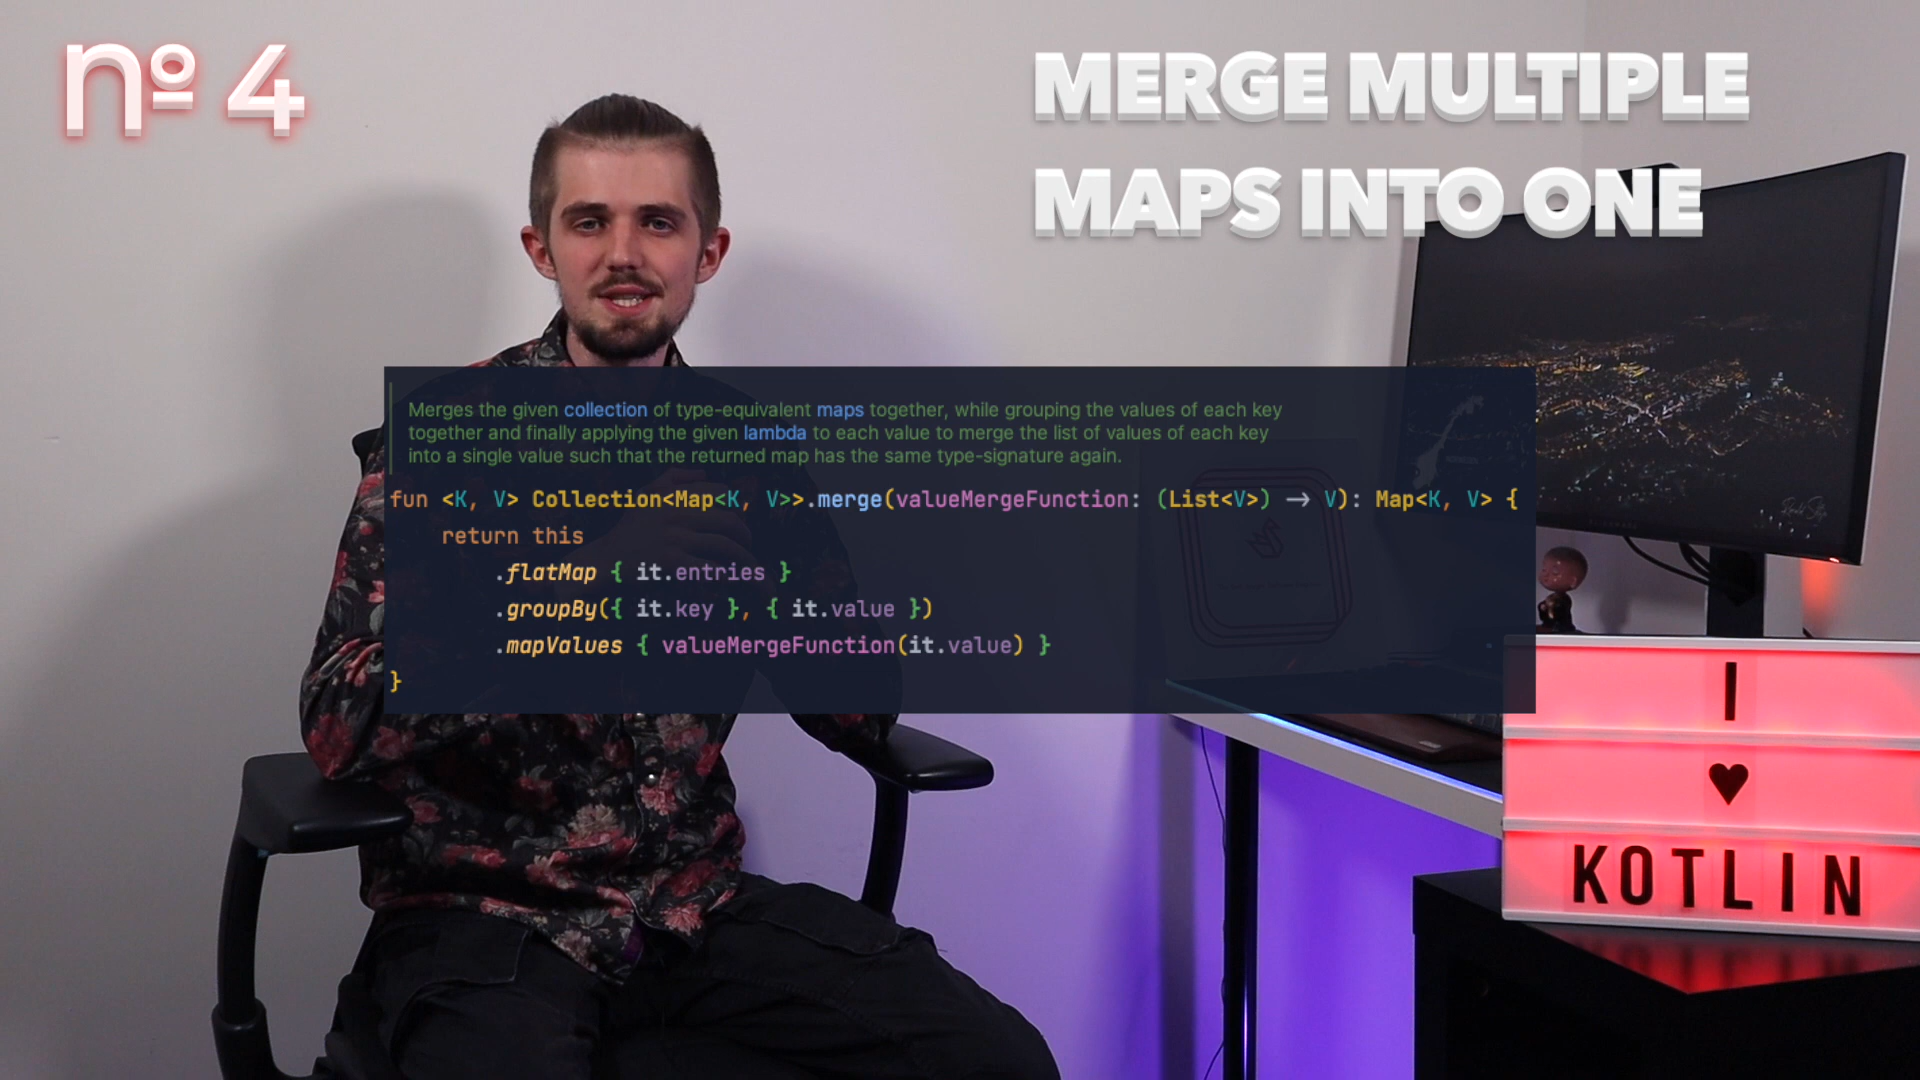 nº 4
MERGE MULTIPLE
MAPS INTO ONE
Merges the given collection of type-equivalent maps together, while grouping the values of each key
together and finally applying the given lambda to each value to merge the list of values of each key
into a single value such that the returned map has the same type-signature again.
fun <K, V> Collection<Map<K, V>>.merge(valueMergeFunction: (List<V>) → V): Map<K, V> {
return this
.flatMap { it.entries }
.groupBy({ it.key }, { it.value })
.mapValues { valueMergeFunction(it.value) }
}
I
♥
KOTLIN